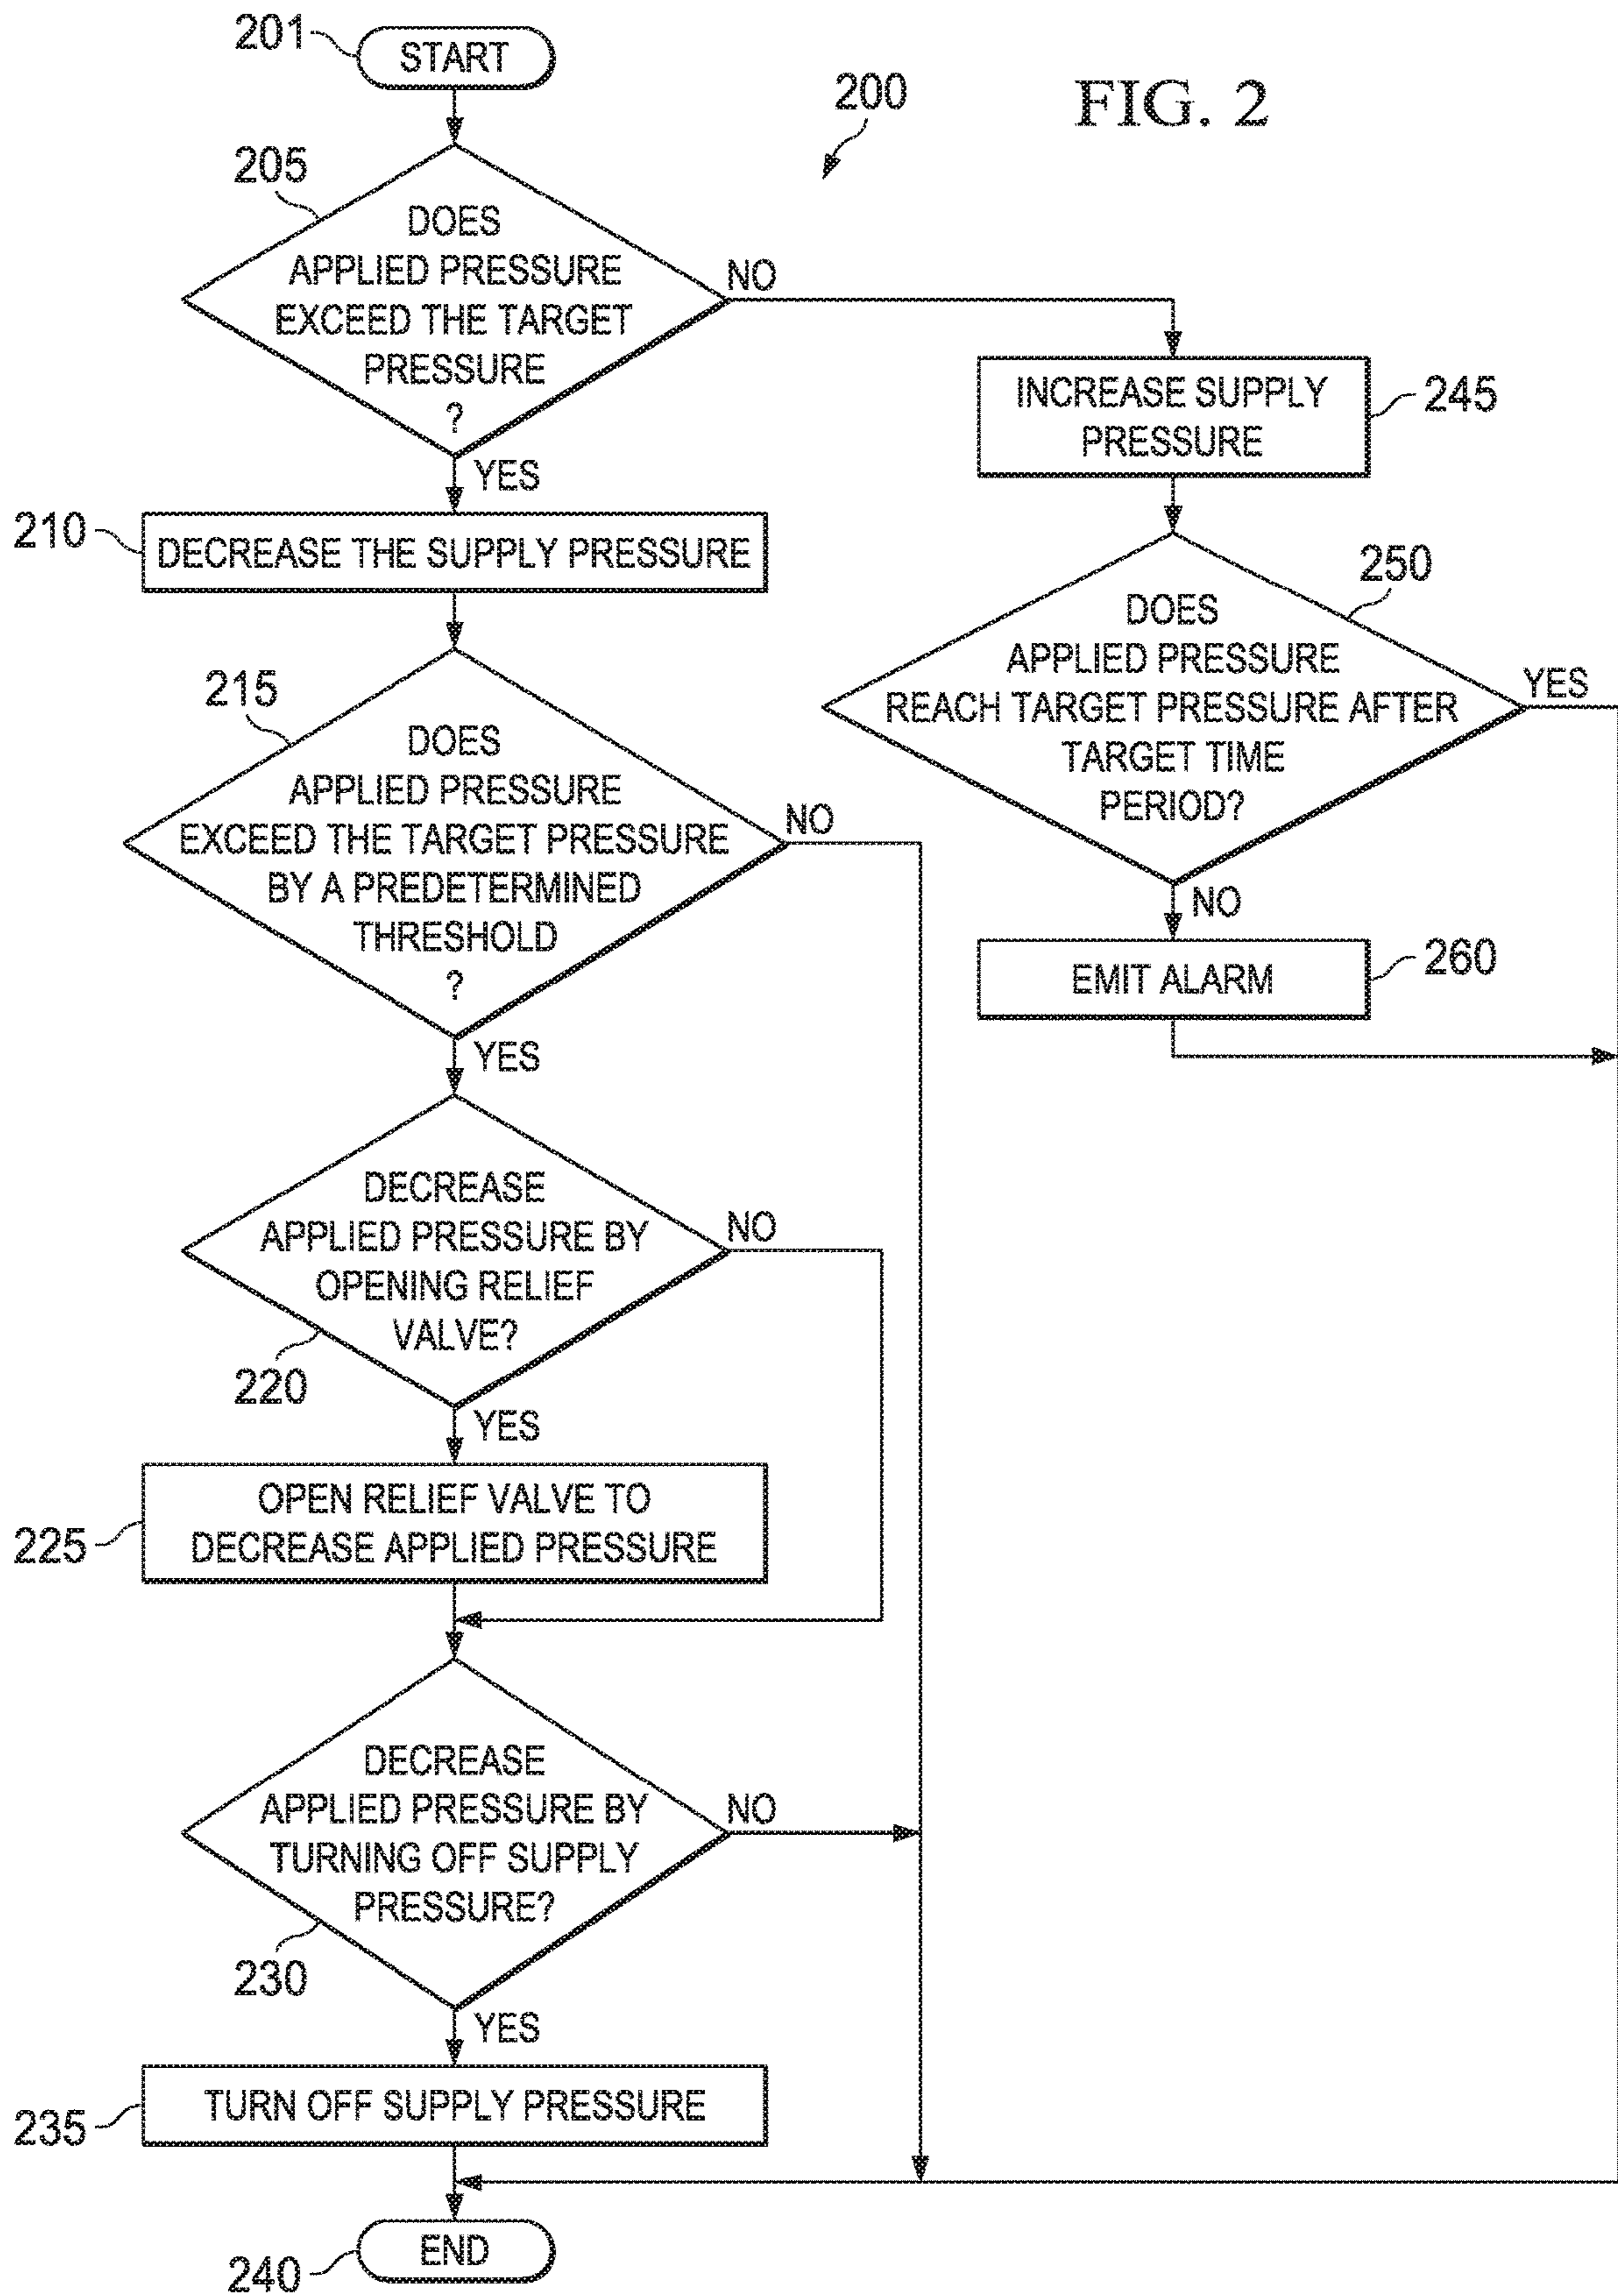 201
START
200
FIG. 2
205
DOES
APPLIED PRESSURE
EXCEED THE TARGET
PRESSURE
?
NO
YES
INCREASE SUPPLY
PRESSURE
245
210
DECREASE THE SUPPLY PRESSURE
250
DOES
APPLIED PRESSURE
REACH TARGET PRESSURE AFTER
TARGET TIME
PERIOD?
YES
NO
215
DOES
APPLIED PRESSURE
EXCEED THE TARGET PRESSURE
BY A PREDETERMINED
THRESHOLD
?
NO
YES
EMIT ALARM
260
DECREASE
APPLIED PRESSURE BY
OPENING RELIEF
VALVE?
NO
220
YES
OPEN RELIEF VALVE TO
DECREASE APPLIED PRESSURE
225
DECREASE
APPLIED PRESSURE BY
TURNING OFF SUPPLY
PRESSURE?
NO
230
YES
TURN OFF SUPPLY PRESSURE
235
END
240